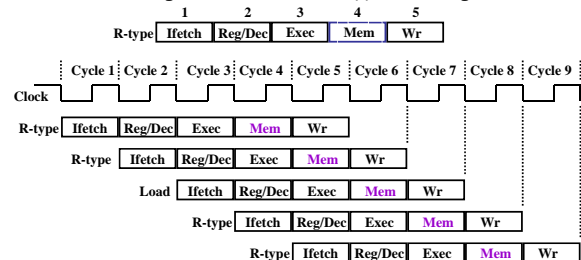 1 2 3 4 5
R-type Ifetch Reg/Dec Exec Mem Wr
Cycle 1 Cycle 2 Cycle 3 Cycle 4 Cycle 5 Cycle 6 Cycle 7 Cycle 8 Cycle 9
Clock
R-type Ifetch Reg/Dec Exec Mem Wr
R-type Ifetch Reg/Dec Exec Mem Wr
Load Ifetch Reg/Dec Exec Mem Wr
R-type Ifetch Reg/Dec Exec Mem Wr
R-type Ifetch Reg/Dec Exec Mem Wr